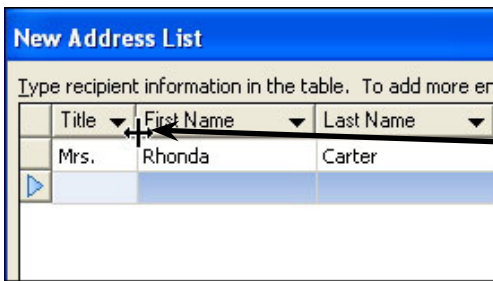 New Address List
Type recipient information in the table. To add more en
Title First Name Last Name
Mrs. Rhonda Carter